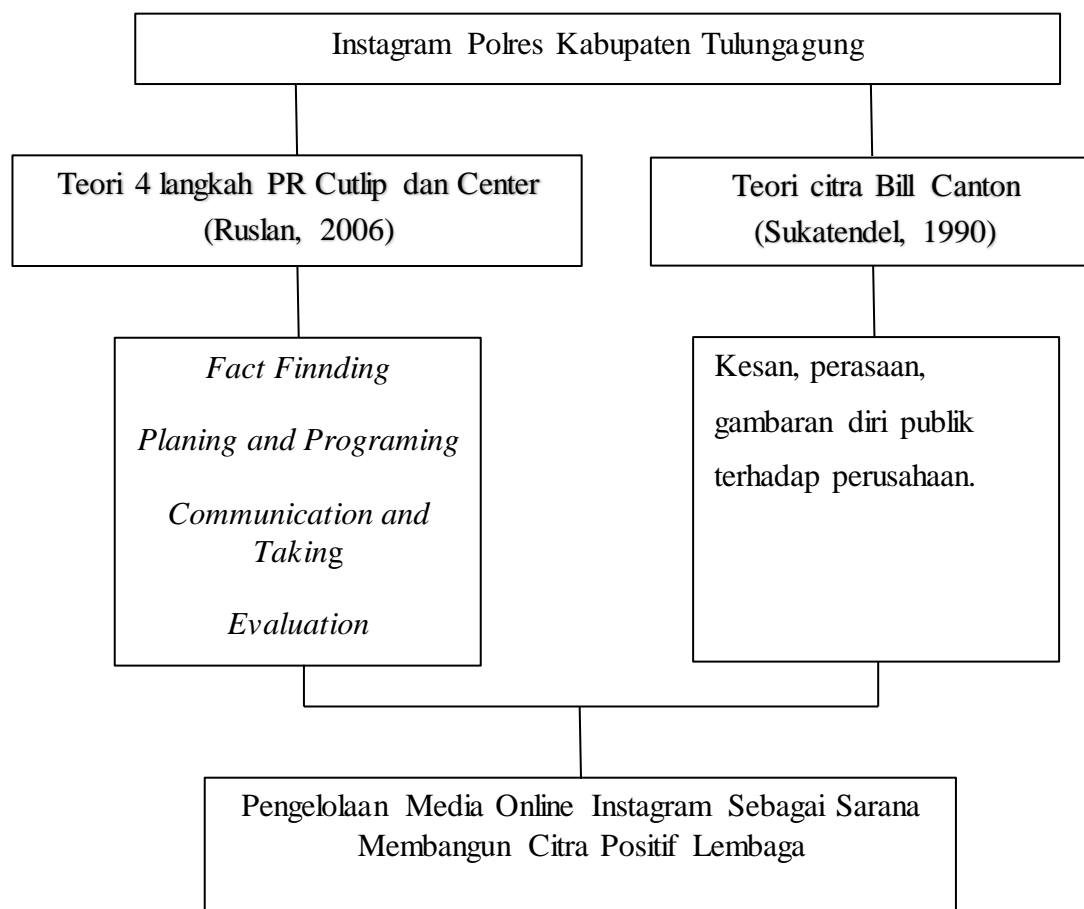 Instagram Polres Kabupaten Tulungagung
Teori 4 langkah PR Cutlip dan Center
(Ruslan, 2006)
Teori citra Bill Canton
(Sukatendel, 1990)
Fact Finnding
Planing and Programing
Communication and
Taking
Evaluation
Kesan, perasaan,
gambaran diri publik
terhadap perusahaan.
Pengelolaan Media Online Instagram Sebagai Sarana
Membangun Citra Positif Lembaga